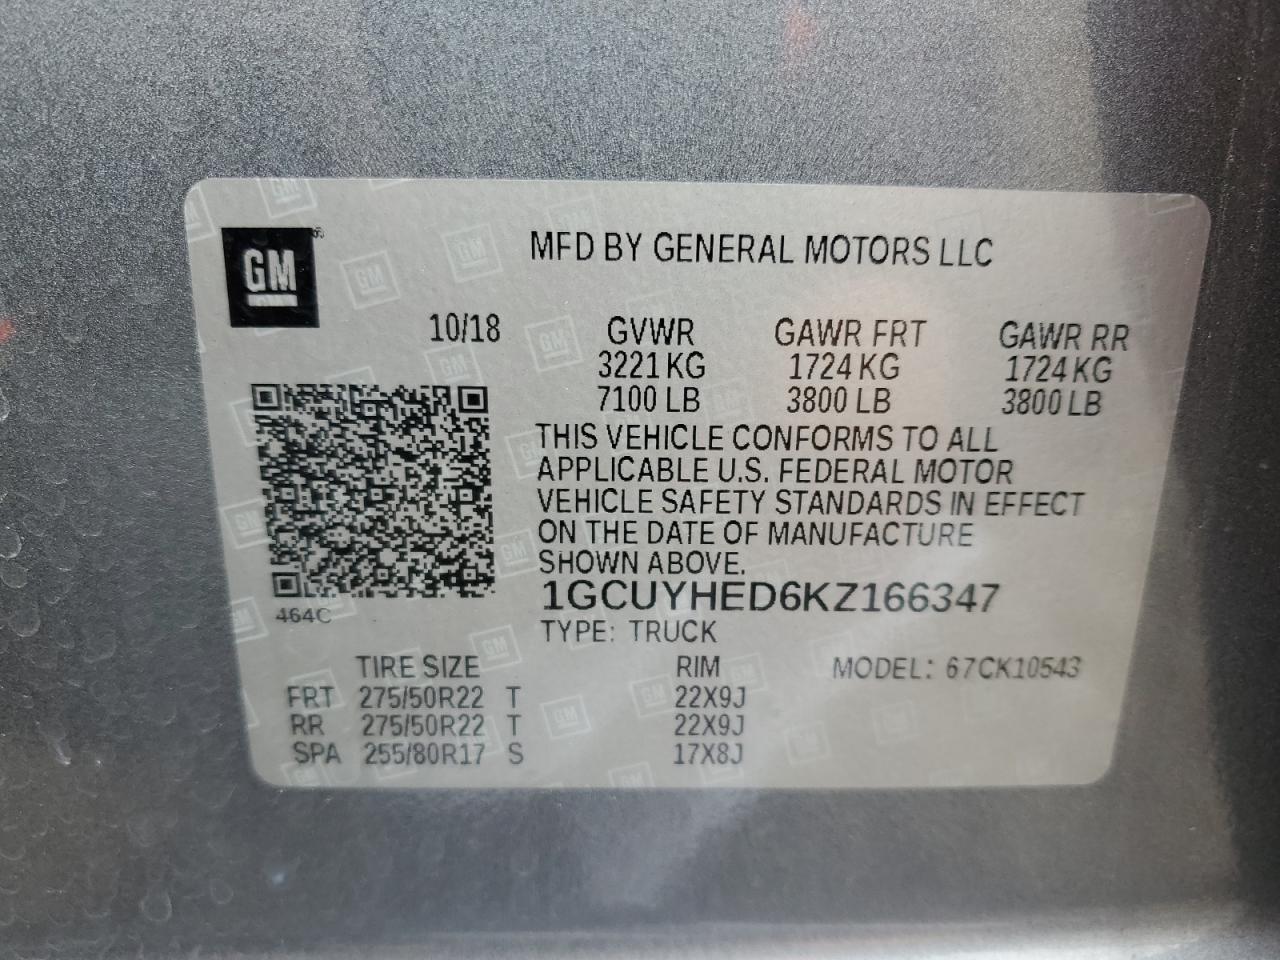 GM
MFD BY GENERAL MOTORS LLC
10/18 GVWR GAWR FRT GAWR RR
3221 KG 1724 KG 1724 KG
7100 LB 3800 LB 3800 LB
THIS VEHICLE CONFORMS TO ALL
APPLICABLE U.S. FEDERAL MOTOR
VEHICLE SAFETY STANDARDS IN EFFECT
ON THE DATE OF MANUFACTURE
SHOWN ABOVE.
1GCUYHED6KZ166347
464C
TYPE: TRUCK
TIRE SIZE RIM MODEL: 67CK10543
FRT 275/50R22 T 22X9J
RR 275/50R22 T 22X9J
SPA 255/80R17 S 17X8J